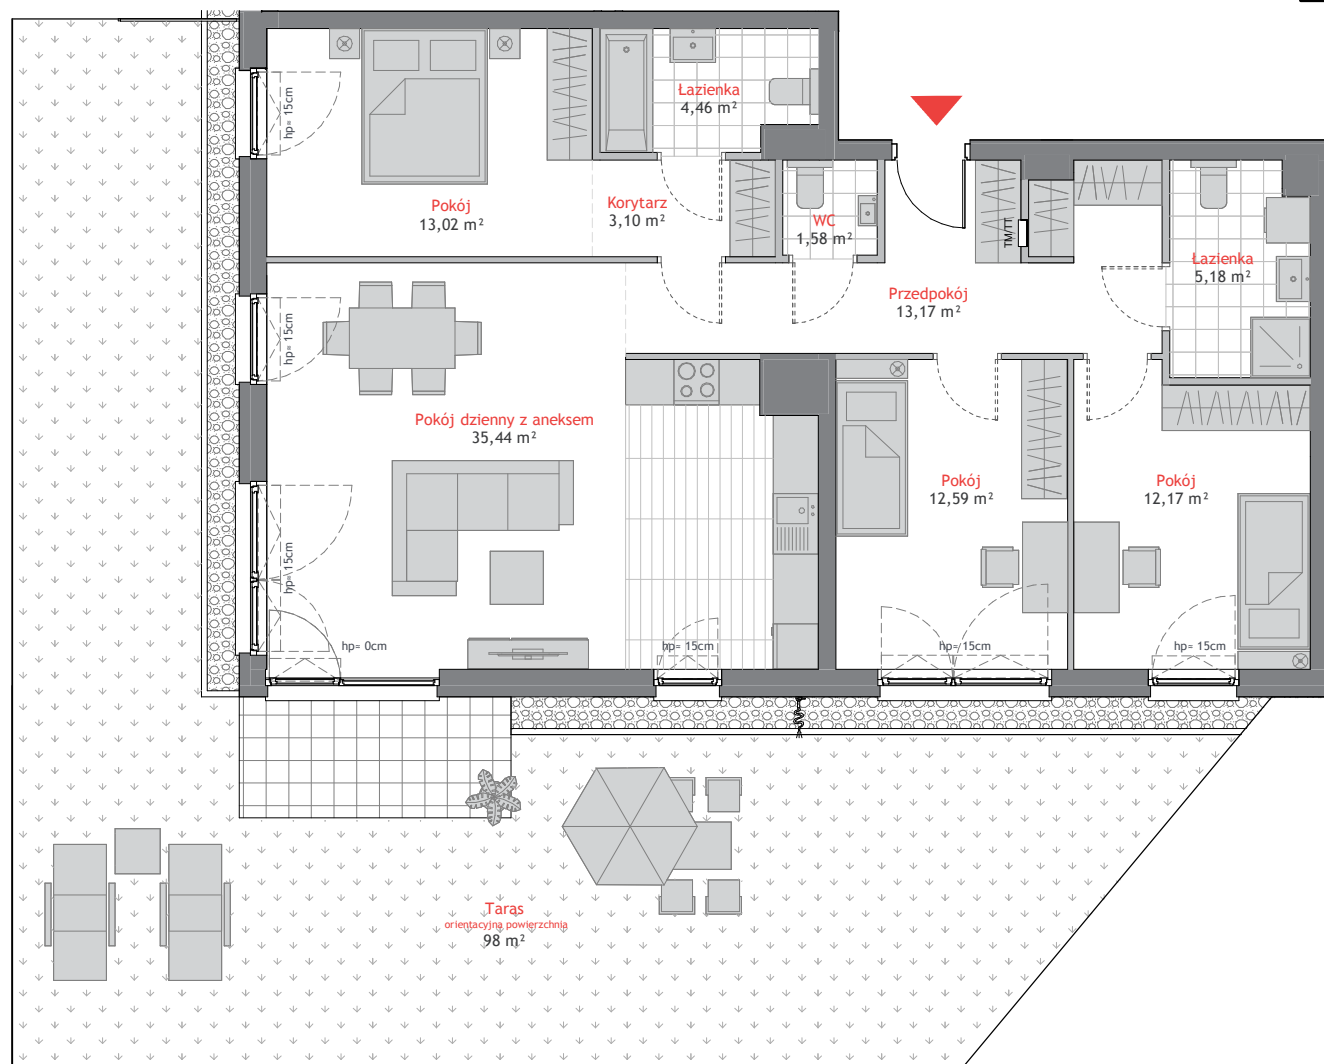 Łazienka
4,46 m²
hp= 15cm
Pokój
13,02 m²
Korytarz
3,10 m²
WC
1,58 m²
TM/TT
Łazienka
5,18 m²
Przedpokój
13,17 m²
hp= 15cm
Pokój dzienny z aneksem
35,44 m²
Pokój
12,59 m²
Pokój
12,17 m²
hp= 15cm
hp= 0cm
hp= 15cm
hp= 15cm
hp= 15cm
Taras
orientacyjna powierzchnia
98 m²